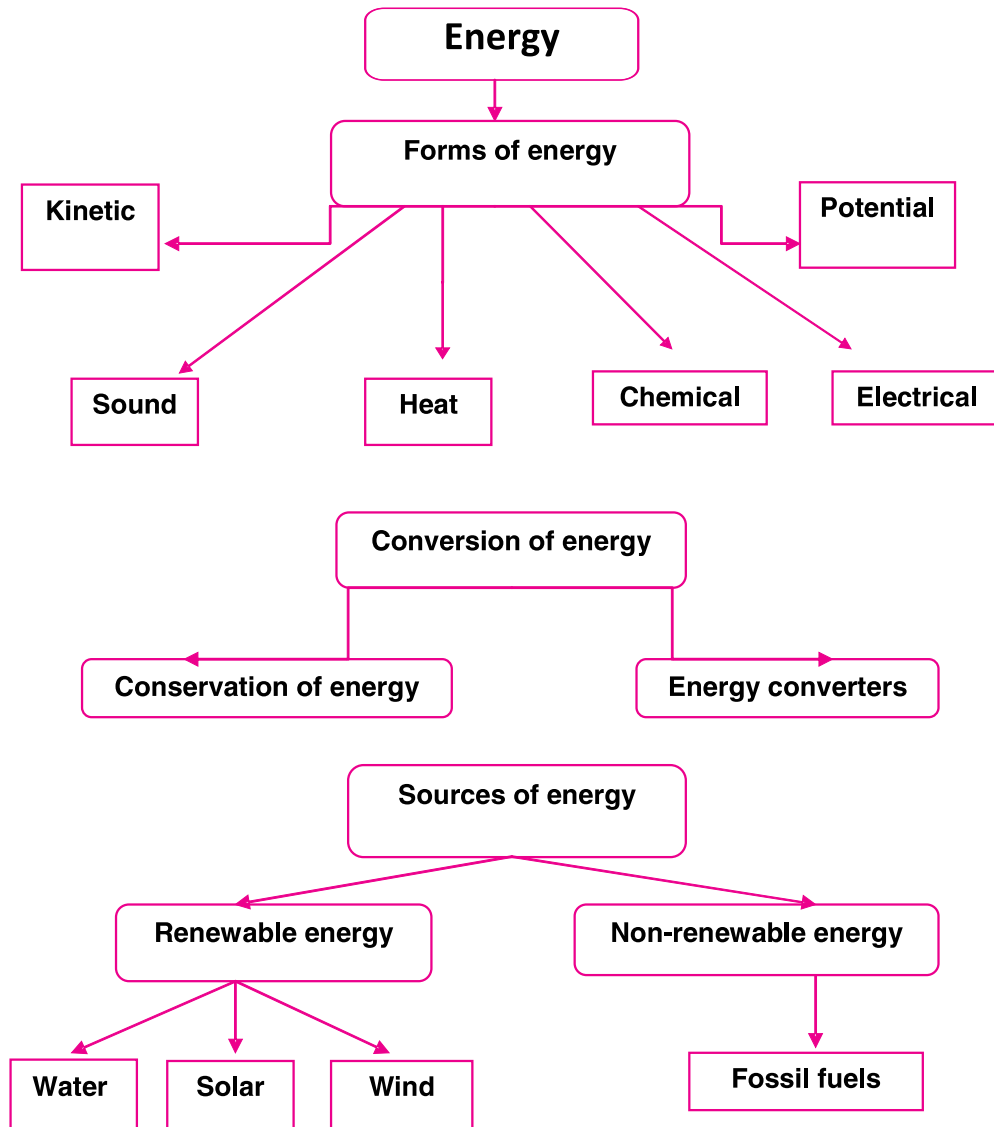 Energy
Forms of energy
Kinetic
Potential
Sound
Heat
Chemical
Electrical
Conversion of energy
Conservation of energy
Energy converters
Sources of energy
Renewable energy
Non-renewable energy
Water
Solar
Wind
Fossil fuels